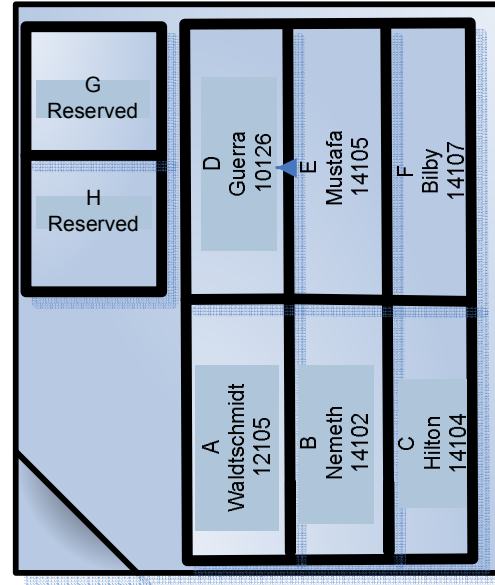 G
Reserved
H
Reserved
D
Guerra
10126
E
Mustafa
14105
F
Bilby
14107
A
Waldtschmidt
12105
B
Nemeth
14102
C
Hilton
14104